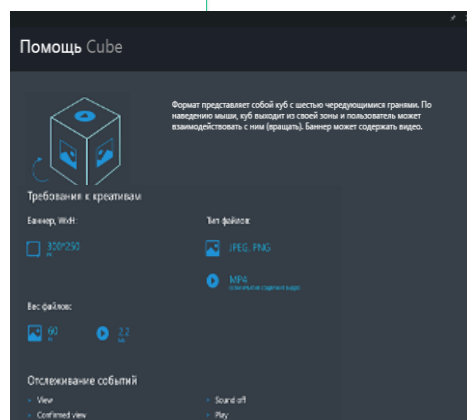 Помощь Cube
Формат представляет собой куб с шестью чередующимися гранями. По
наведению мыши, куб выходит из своей зоны и пользователь может
взаимодействовать с ним (вращать). Баннер может содержать видео.
Требования к креативам
Баннер, WxH:
Тип файлов:
300*250
JPEG, PNG
MP4
Вес файлов:
60
2.2
Отслеживание событий
View
Sound off
Confirmed view
Play